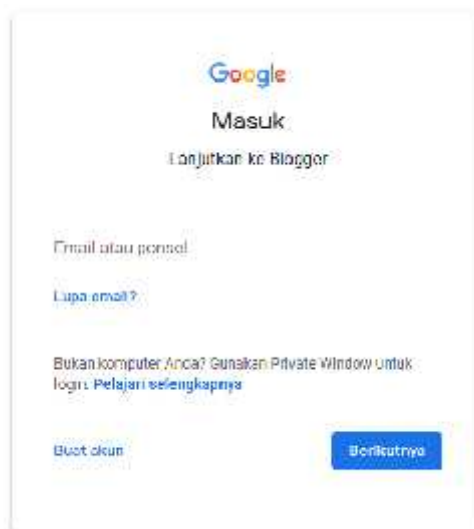 Google
Masuk
Lanjutkan ke Blogger
Email atau ponsel
Lupa email?
Bukan komputer Anda? Gunakan Private Window untuk
login. Pelajari selengkapnya
Buat akun
Berikutnya